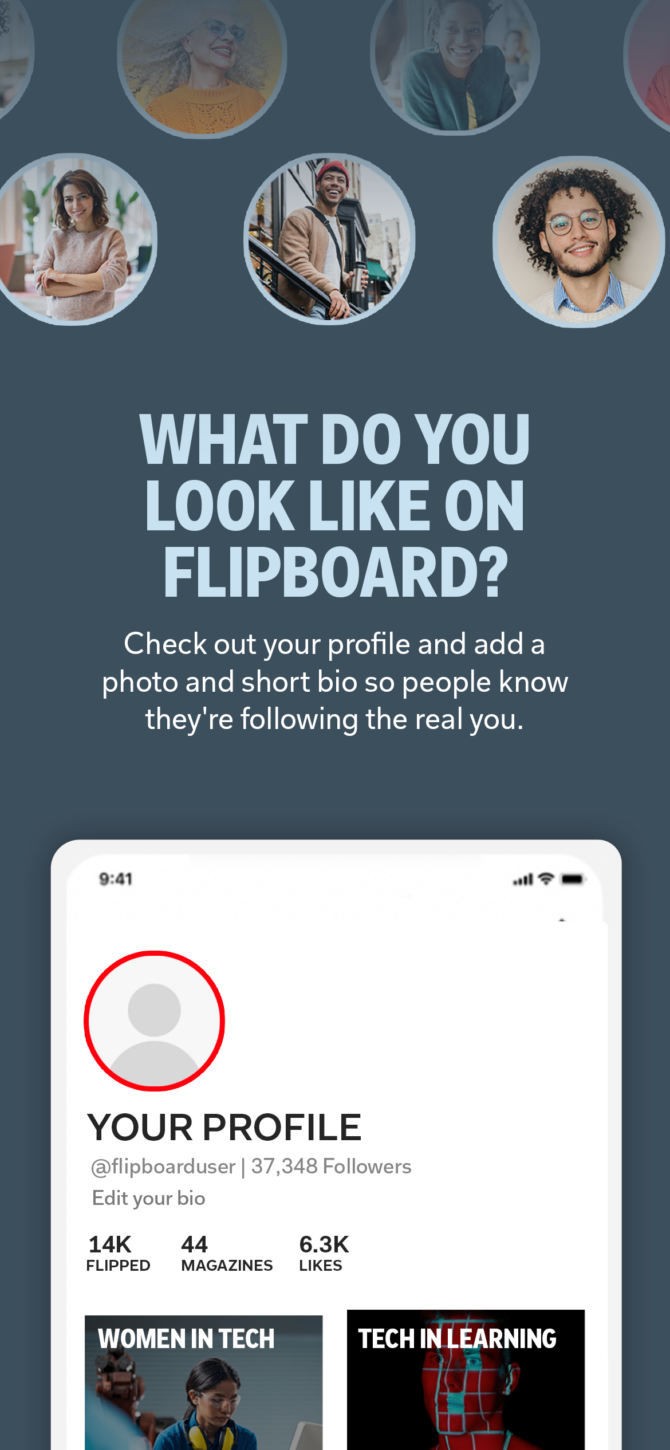 WHAT DO YOU
LOOK LIKE ON
FLIPBOARD?
Check out your profile and add a
photo and short bio so people know
they're following the real you.
9:41
YOUR PROFILE
@flipboarduser | 37,348 Followers
Edit your bio
14K 44 6.3K
FLIPPED MAGAZINES LIKES
WOMEN IN TECH TECH IN LEARNING